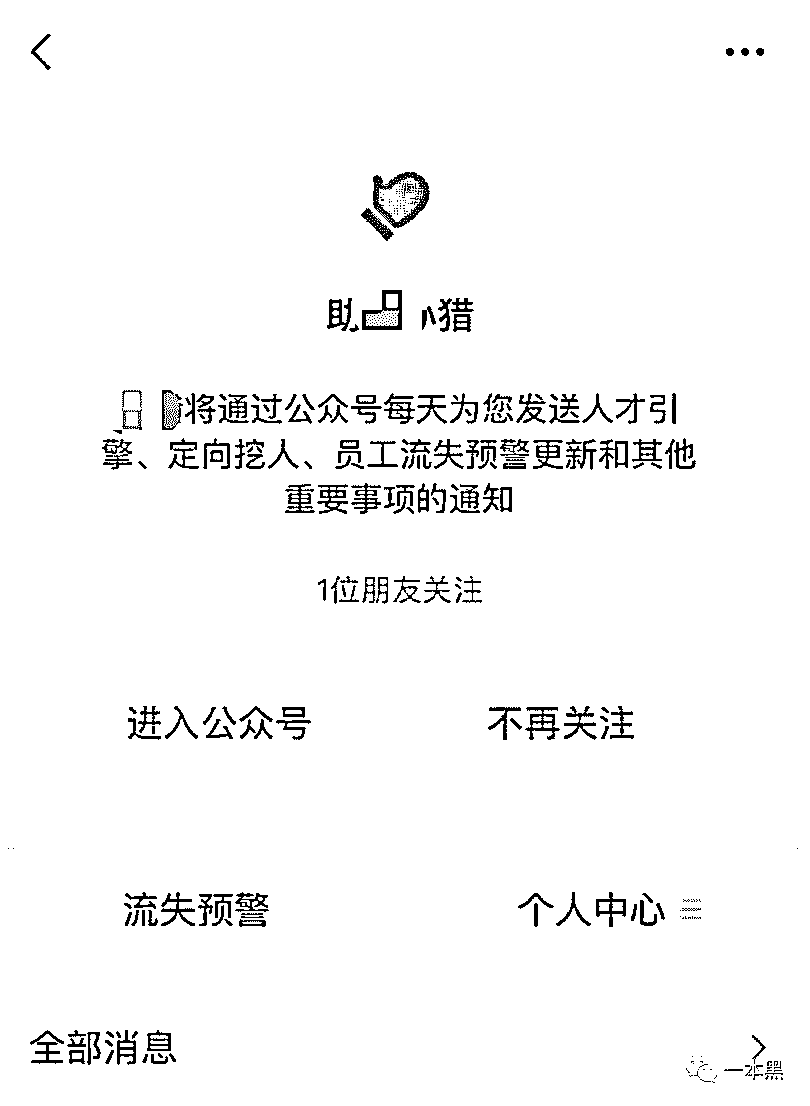 助 小猎
将通过公众号每天为您发送人才引
擎、定向挖人、员工流失预警更新和其他
重要事项的通知
1位朋友关注
进入公众号 不再关注
流失预警 个人中心
全部消息
一本黑